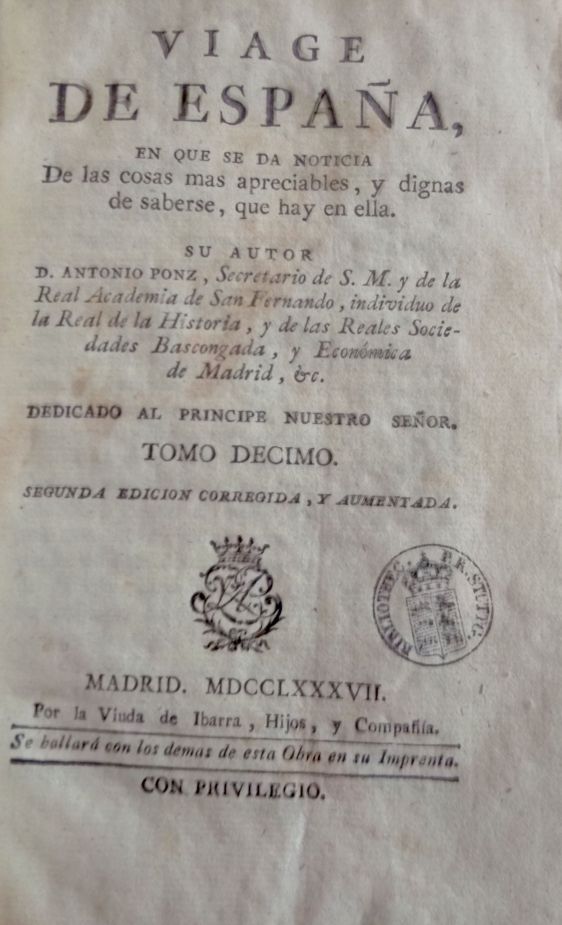 VIAGE
DE ESPAÑA,
EN QUE SE DA NOTICIA
De las cosas mas apreciables, y dignas
de saberse, que hay en ella.
SU AUTOR
D. ANTONIO PONZ, Secretario de S. M. y de la
Real Academia de San Fernando, individuo de
la Real de la Historia, y de las Reales Socie-
dades Bascongada, y Económica
de Madrid, &c.
DEDICADO AL PRINCIPE NUESTRO SEÑOR.
TOMO DECIMO.
SEGUNDA EDICION CORREGIDA, Y AUMENTADA.
BIBLIOTHEC. P. R. STUTTG.
MADRID. MDCCLXXXVII.
Por la Viuda de Ibarra, Hijos, y Compañía.
Se hallará con los demas de esta Obra en su Imprenta.
CON PRIVILEGIO.